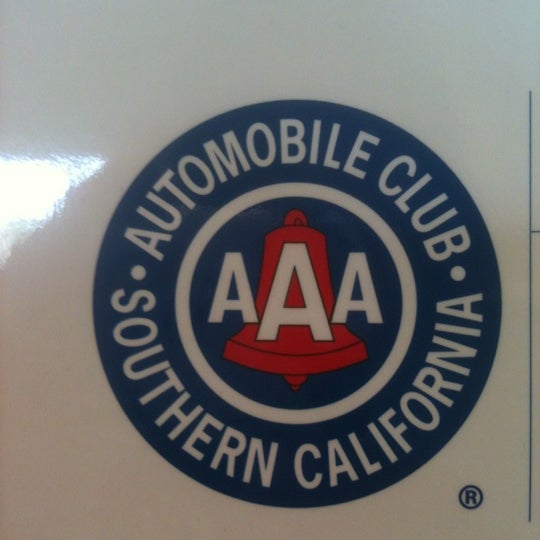 AUTOMOBILE CLUB
AAA
• SOUTHERN CALIFORNIA •
®